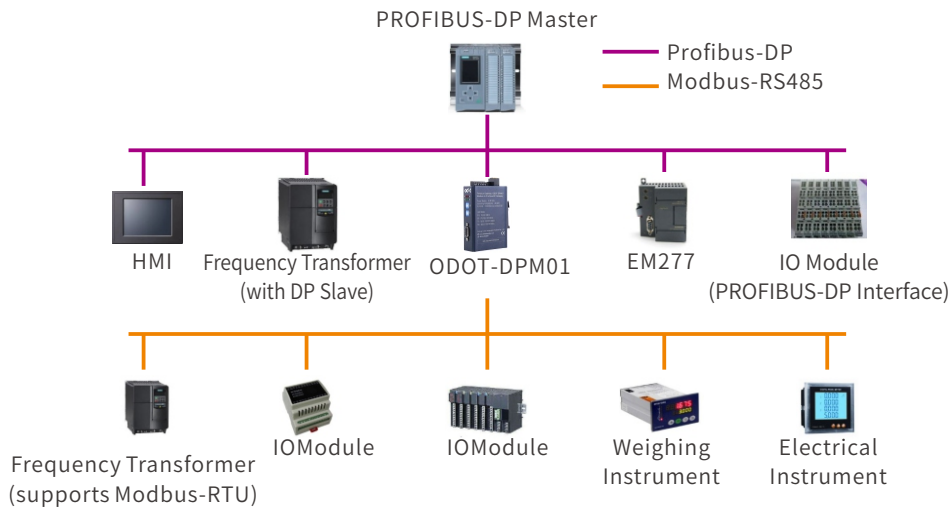 PROFIBUS-DP Master
Profibus-DP
Modbus-RS485
HMI
Frequency Transformer
(with DP Slave)
ODOT-DPM01
EM277
IO Module
(PROFIBUS-DP Interface)
Frequency Transformer
(supports Modbus-RTU)
IOModule
IOModule
Weighing
Instrument
Electrical
Instrument